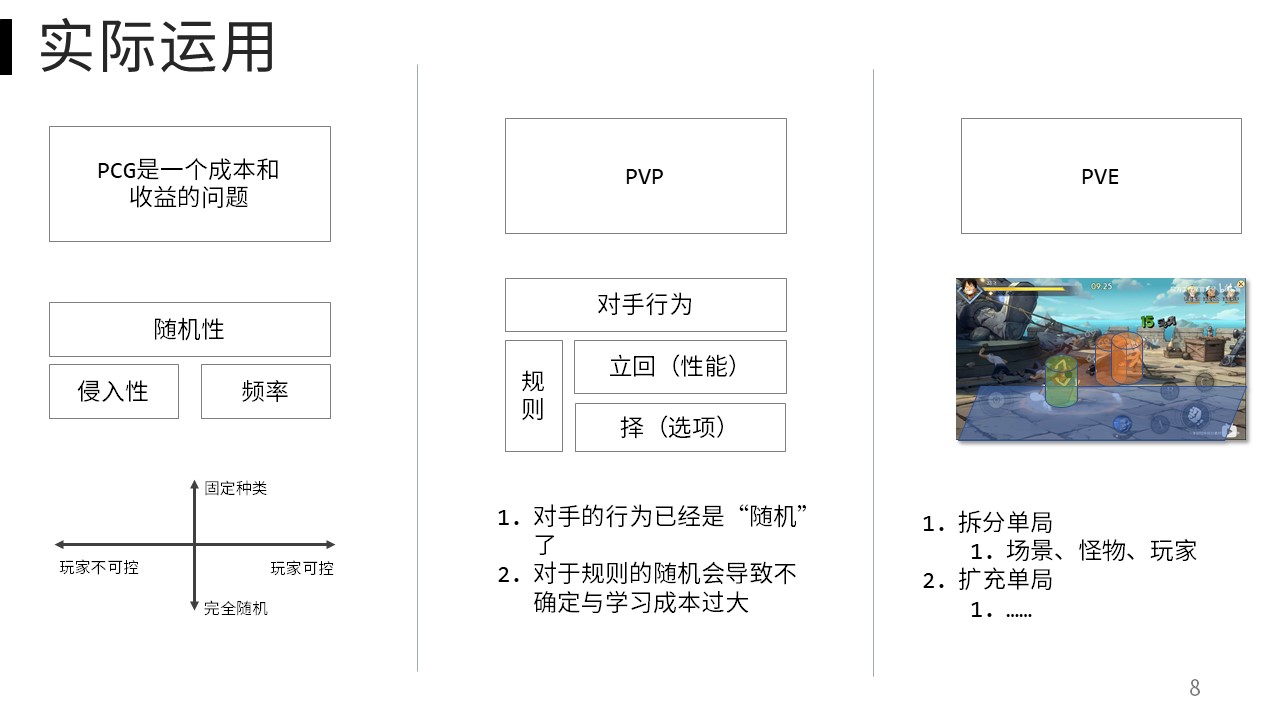 实际运用
PCG是一个成本和
收益的问题
随机性
侵入性
频率
固定种类
玩家不可控
玩家可控
完全随机
PVP
对手行为
规
则
立回（性能）
择（选项）
1. 对手的行为已经是“随机”
了
2. 对于规则的随机会导致不
确定与学习成本过大
PVE
09:25
15
1. 拆分单局
1. 场景、怪物、玩家
2. 扩充单局
1. ……
8